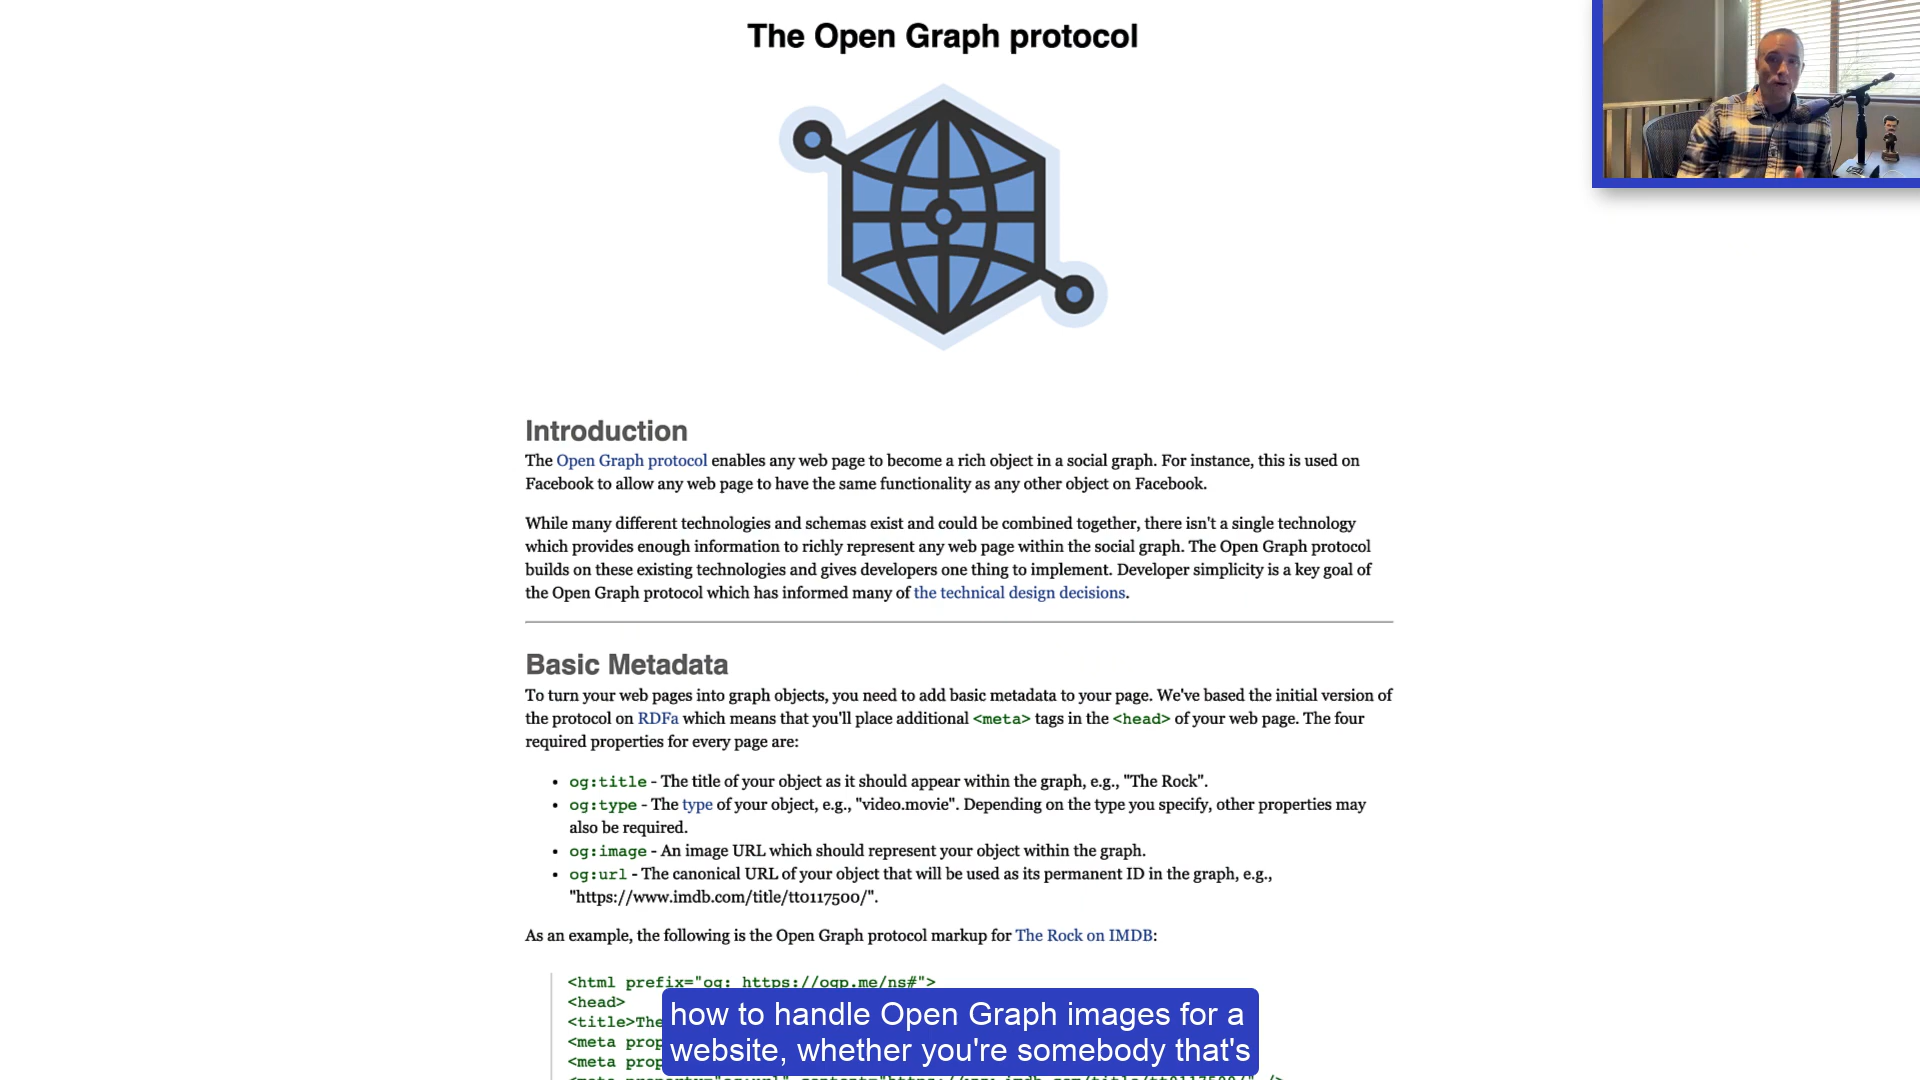 The Open Graph protocol
Introduction
The Open Graph protocol enables any web page to become a rich object in a social graph. For instance, this is used on
Facebook to allow any web page to have the same functionality as any other object on Facebook.
While many different technologies and schemas exist and could be combined together, there isn't a single technology
which provides enough information to richly represent any web page within the social graph. The Open Graph protocol
builds on these existing technologies and gives developers one thing to implement. Developer simplicity is a key goal of
the Open Graph protocol which has informed many of the technical design decisions.
Basic Metadata
To turn your web pages into graph objects, you need to add basic metadata to your page. We've based the initial version of
the protocol on RDFa which means that you'll place additional <meta> tags in the <head> of your web page. The four
required properties for every page are:
• og:title - The title of your object as it should appear within the graph, e.g., "The Rock".
• og:type - The type of your object, e.g., "video.movie". Depending on the type you specify, other properties may
also be required.
• og:image - An image URL which should represent your object within the graph.
• og:url - The canonical URL of your object that will be used as its permanent ID in the graph, e.g.,
"https://www.imdb.com/title/tt0117500/".
As an example, the following is the Open Graph protocol markup for The Rock on IMDB:
<html prefix="og: https://ogp.me/ns#">
<head>
<title>The
<meta prop
<meta prop
how to handle Open Graph images for a
website, whether you're somebody that's